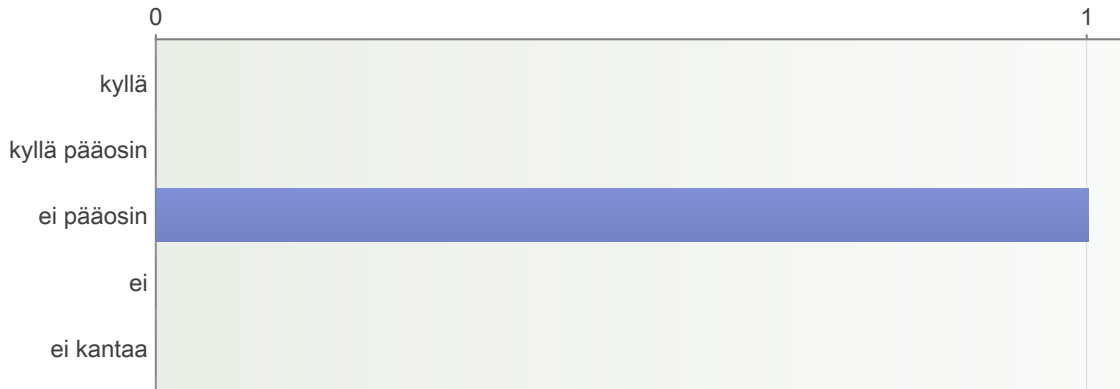 0 1
kyllä
kyllä pääosin
ei pääosin
ei
ei kantaa